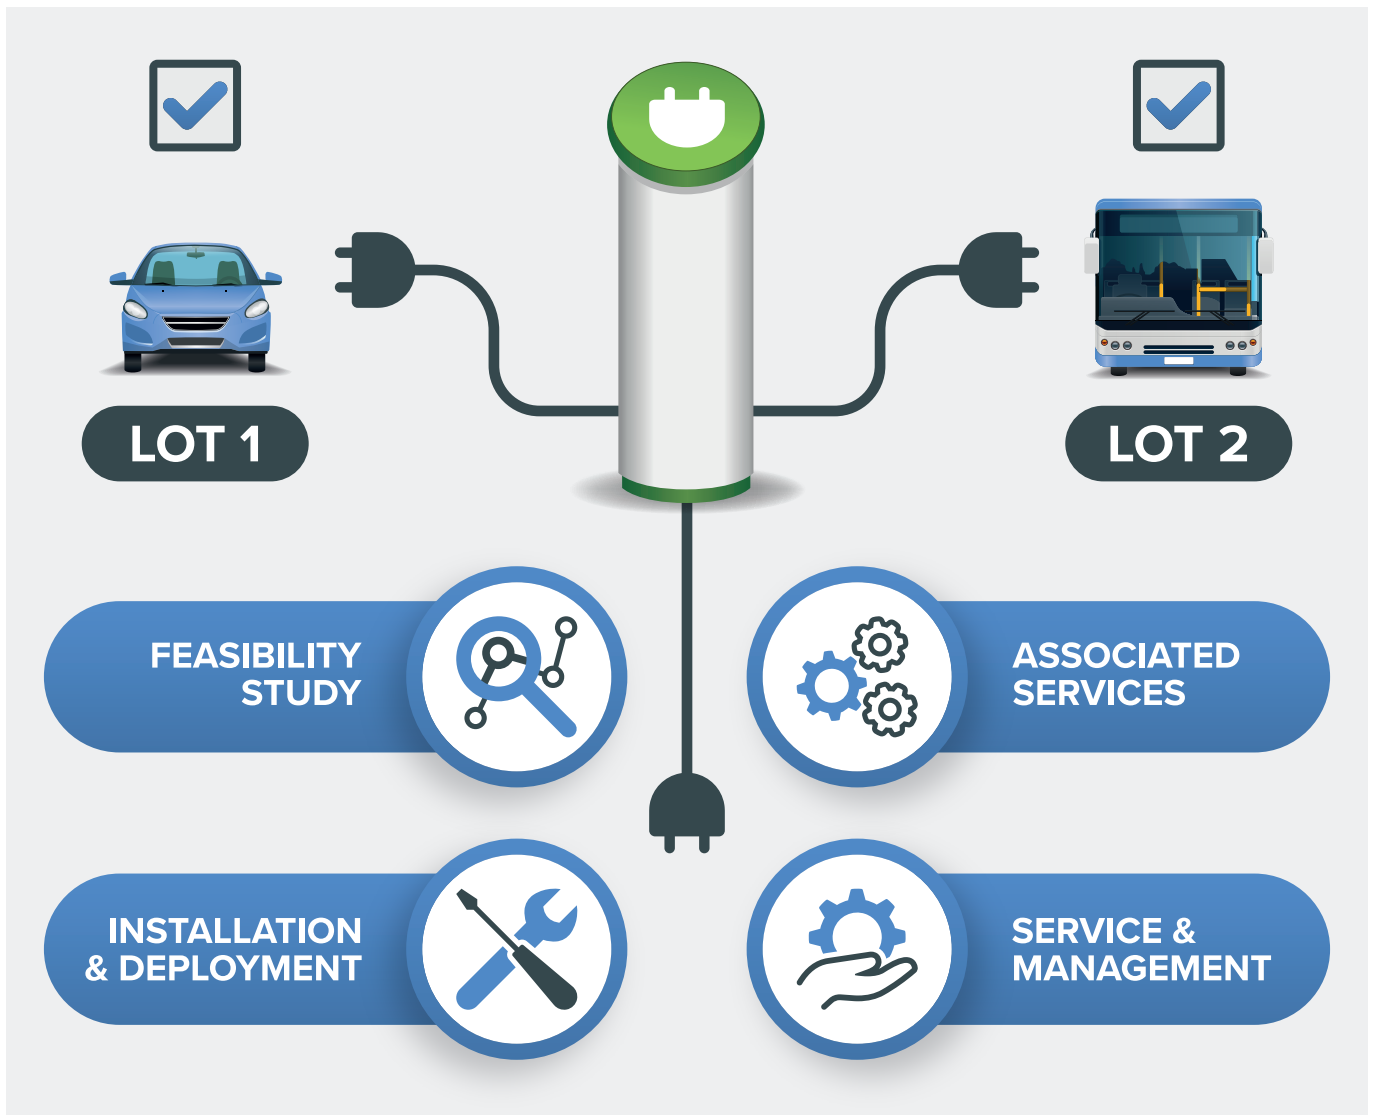 LOT 1
LOT 2
FEASIBILITY
STUDY
ASSOCIATED
SERVICES
INSTALLATION
& DEPLOYMENT
SERVICE &
MANAGEMENT